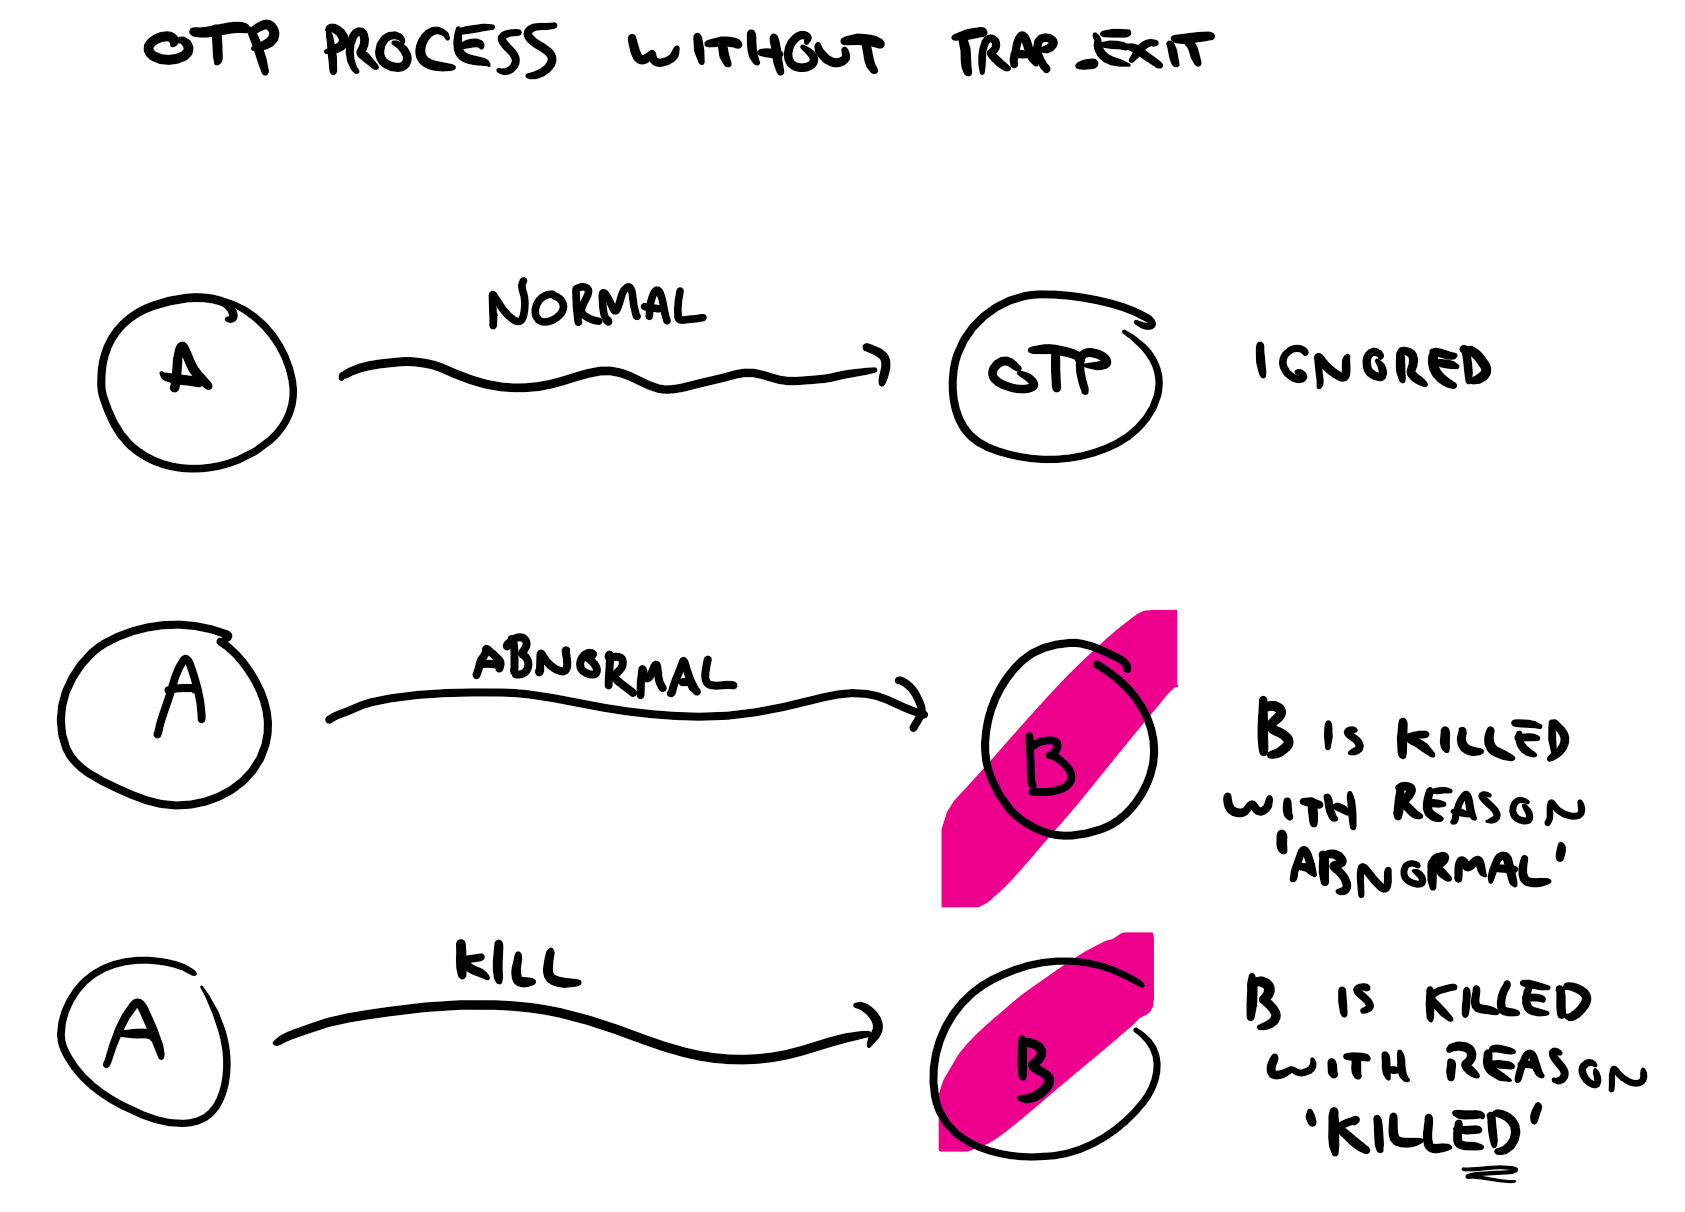 OTP PROCESS WITHOUT TRAP_EXIT
A NORMAL OTP IGNORED
A ABNORMAL B B IS KILLED
WITH REASON
'ABNORMAL'
A KILL B B IS KILLED
WITH REASON
'KILLED'